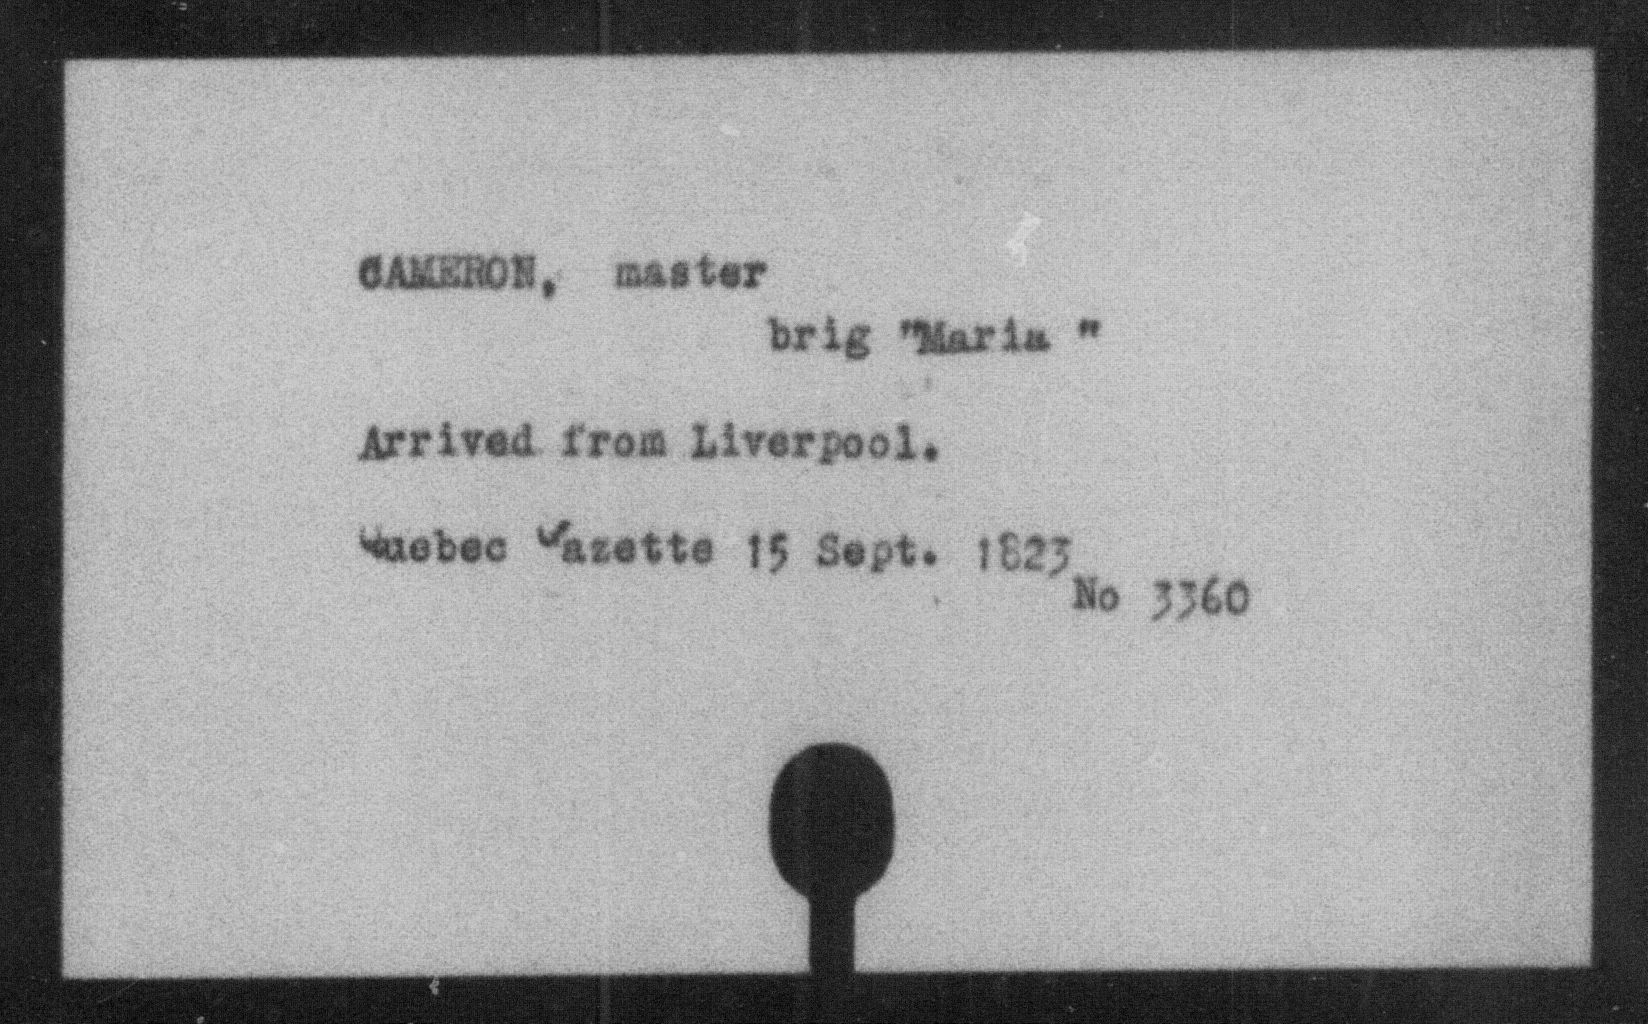 CAMERON, master
brig "Maria "
Arrived from Liverpool.
Quebec Gazette 15 Sept. 1823
No 3360